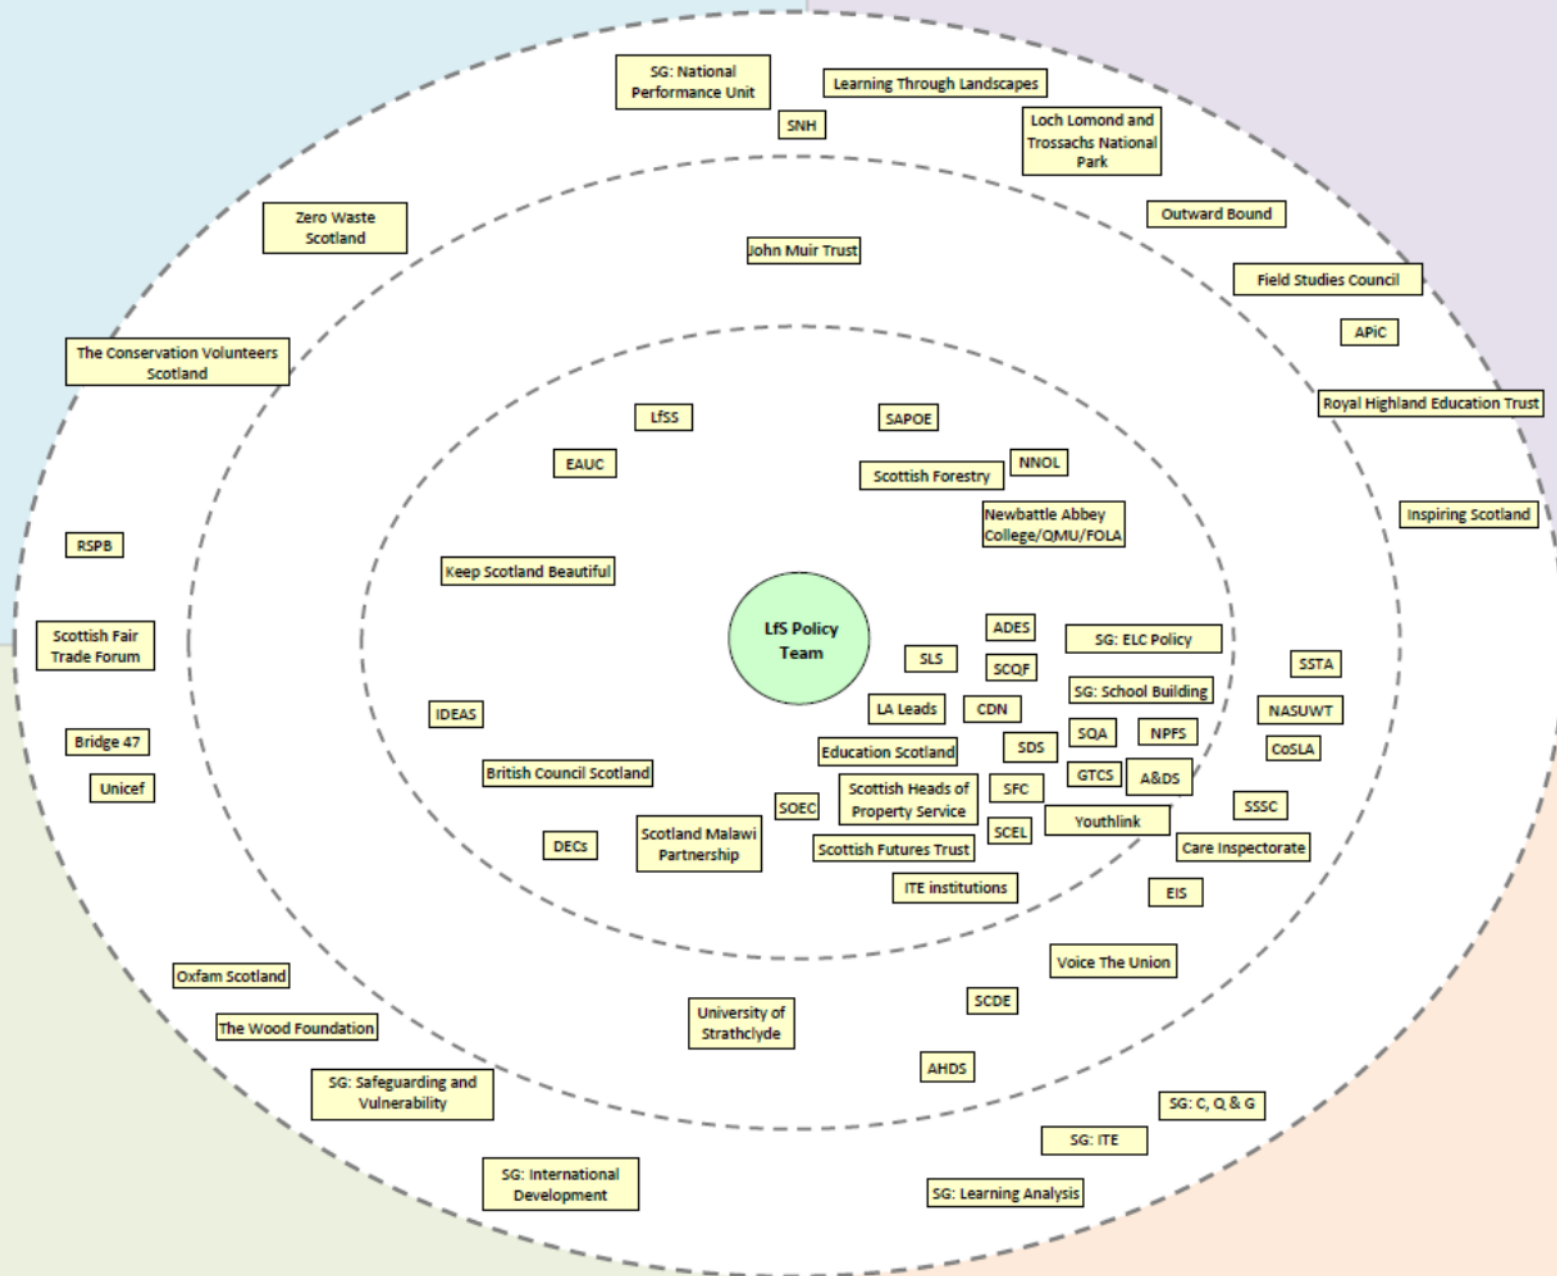 SG: National
Performance Unit
Learning Through Landscapes
SNH
Loch Lomond and
Trossachs National
Park
Zero Waste
Scotland
Outward Bound
John Muir Trust
Field Studies Council
APiC
The Conservation Volunteers
Scotland
Royal Highland Education Trust
LfSS
SAPOE
EAUC
NNOL
Scottish Forestry
Newbattle Abbey
College/QMU/FOLA
Inspiring Scotland
RSPB
Keep Scotland Beautiful
LfS Policy
Team
ADES
SG: ELC Policy
Scottish Fair
Trade Forum
SLS
SCQF
SSTA
SG: School Building
IDEAS
LA Leads
CDN
NASUWT
Bridge 47
SQA
NPFS
Education Scotland
SDS
CoSLA
British Council Scotland
GTCS
A&DS
Unicef
Scottish Heads of
Property Service
SFC
SOEC
SSSC
Youthlink
Scotland Malawi
Partnership
DECs
SCEL
Scottish Futures Trust
Care Inspectorate
ITE institutions
EIS
Voice The Union
Oxfam Scotland
SCDE
The Wood Foundation
University of
Strathclyde
AHDS
SG: Safeguarding and
Vulnerability
SG: C, Q & G
SG: ITE
SG: International
Development
SG: Learning Analysis